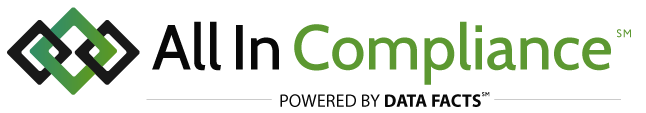 All In Compliance℠
POWERED BY DATA FACTS℠